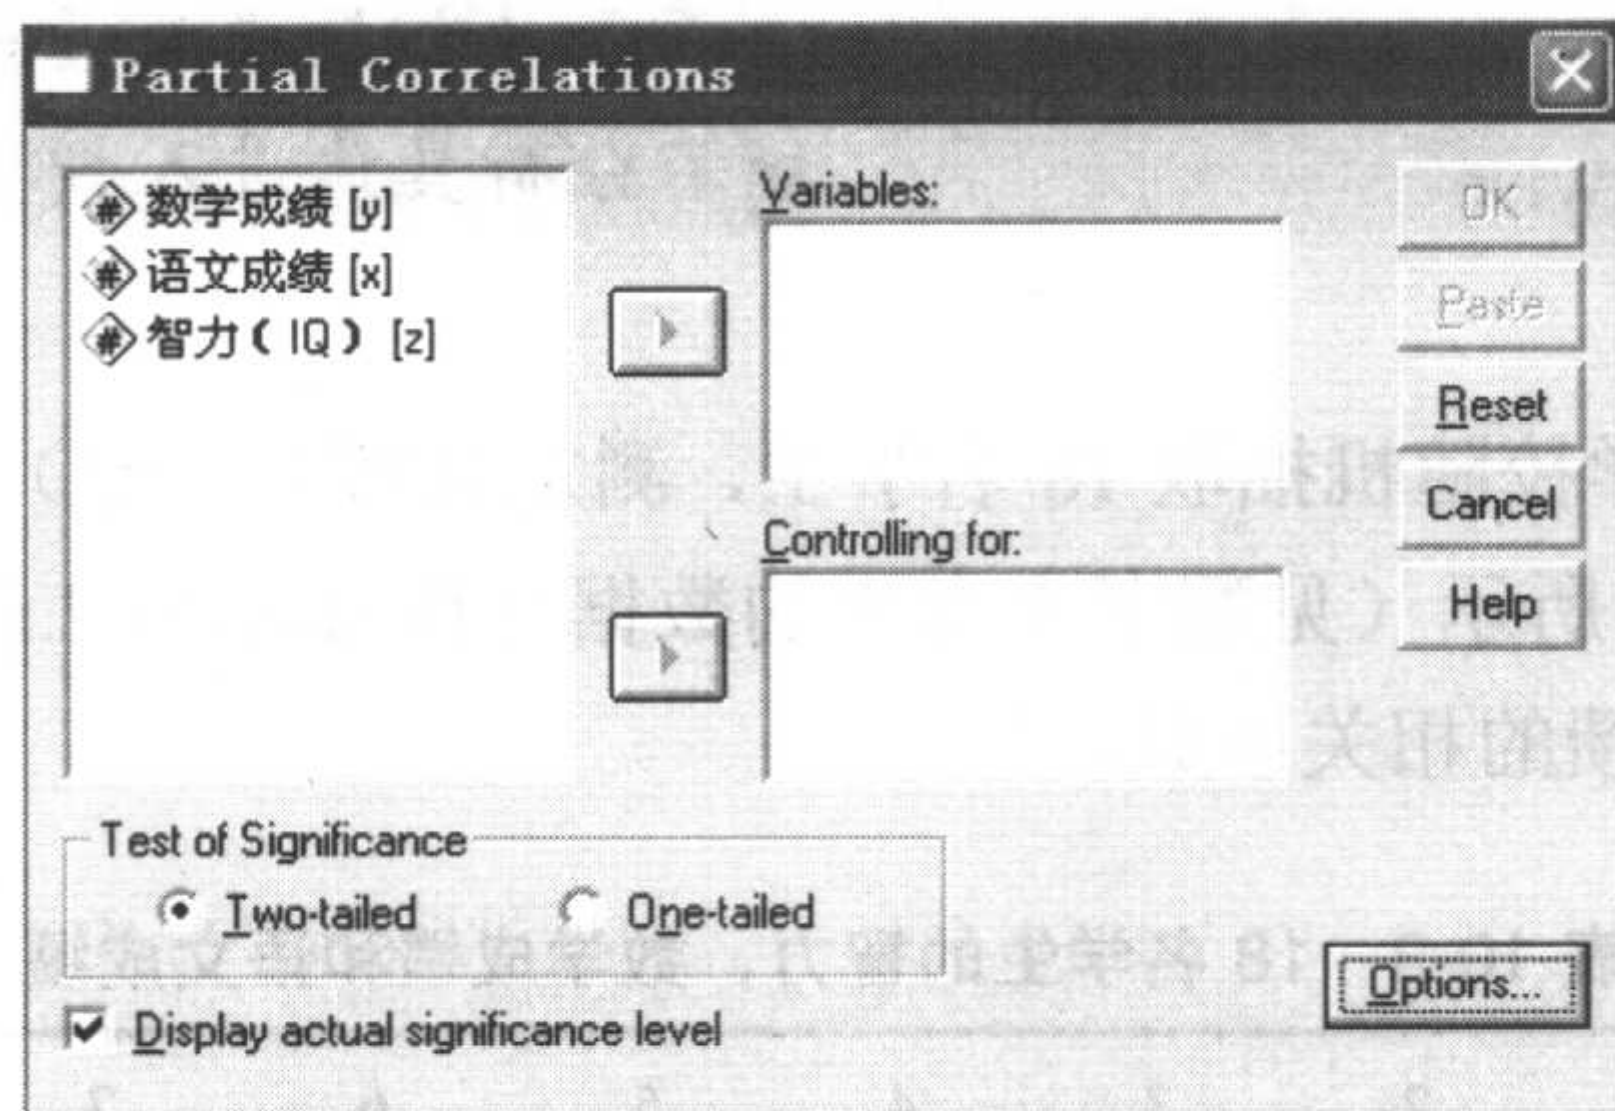 Partial Correlations
数学成绩 [y]
语文成绩 [x]
智力( IQ ) [z]
Variables:
Controlling for:
OK
Paste
Reset
Cancel
Help
Test of Significance
Two-tailed
One-tailed
Options...
Display actual significance level